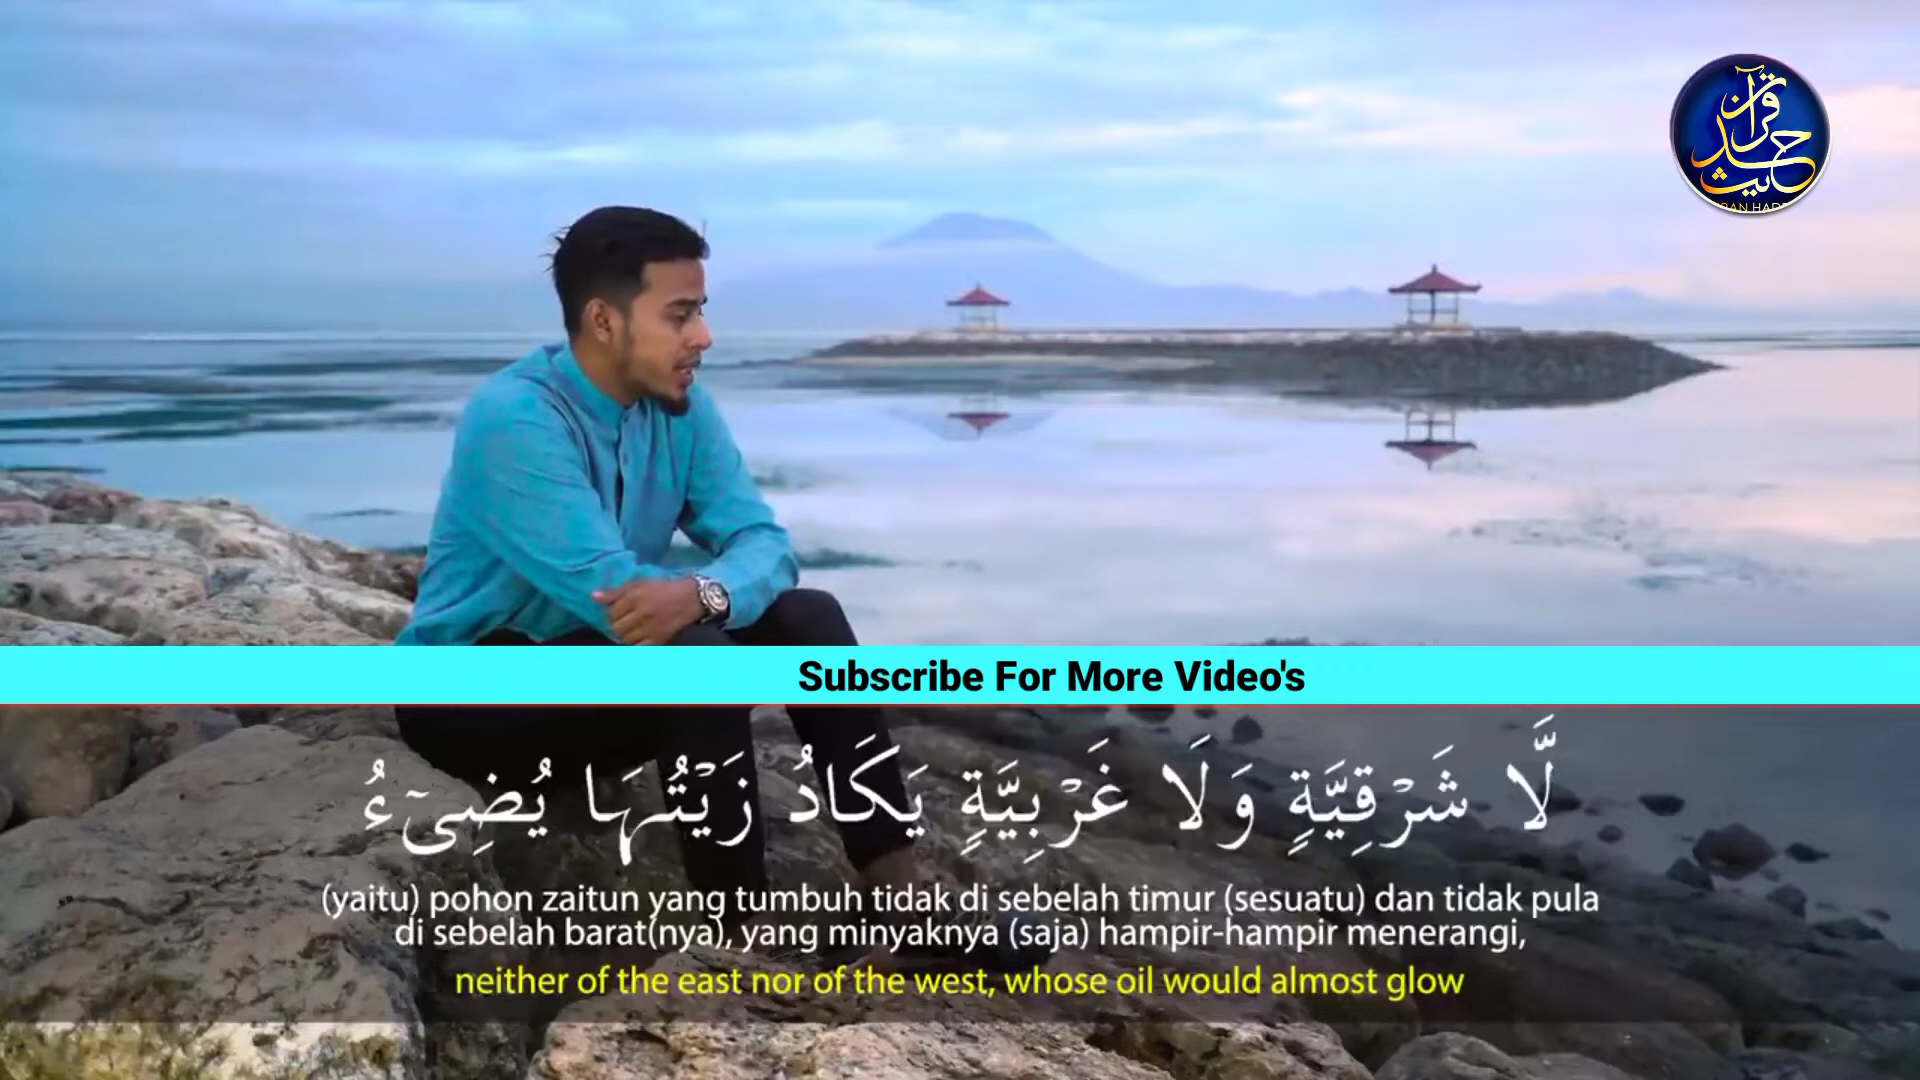 قرآن
حدیث
Subscribe For More Video's
لَّا شَرْقِيَّةٍ وَلَا غَرْبِيَّةٍ يَكَادُ زَيْتُهَا يُضِىٓءُ
(yaitu) pohon zaitun yang tumbuh tidak di sebelah timur (sesuatu) dan tidak pula
di sebelah barat(nya), yang minyaknya (saja) hampir-hampir menerangi,
neither of the east nor of the west, whose oil would almost glow